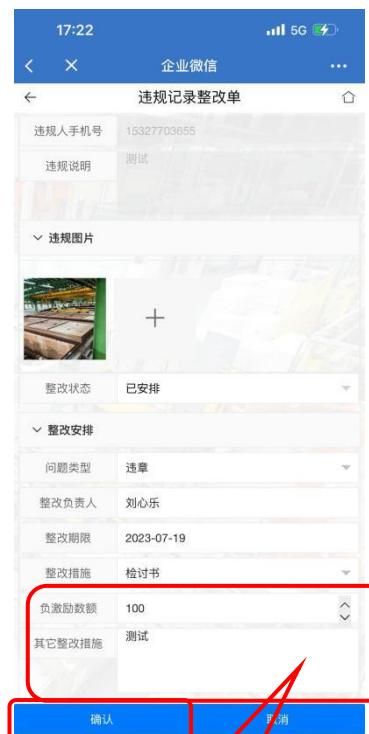 17:22
5G
企业微信
违规记录整改单
违规人手机号 15327703655
违规说明 测试
违规图片
整改状态 已安排
整改安排
问题类型 违章
整改负责人 刘心乐
整改期限 2023-07-19
整改措施 检讨书
负激励数额 100
其它整改措施 测试
确认 取消